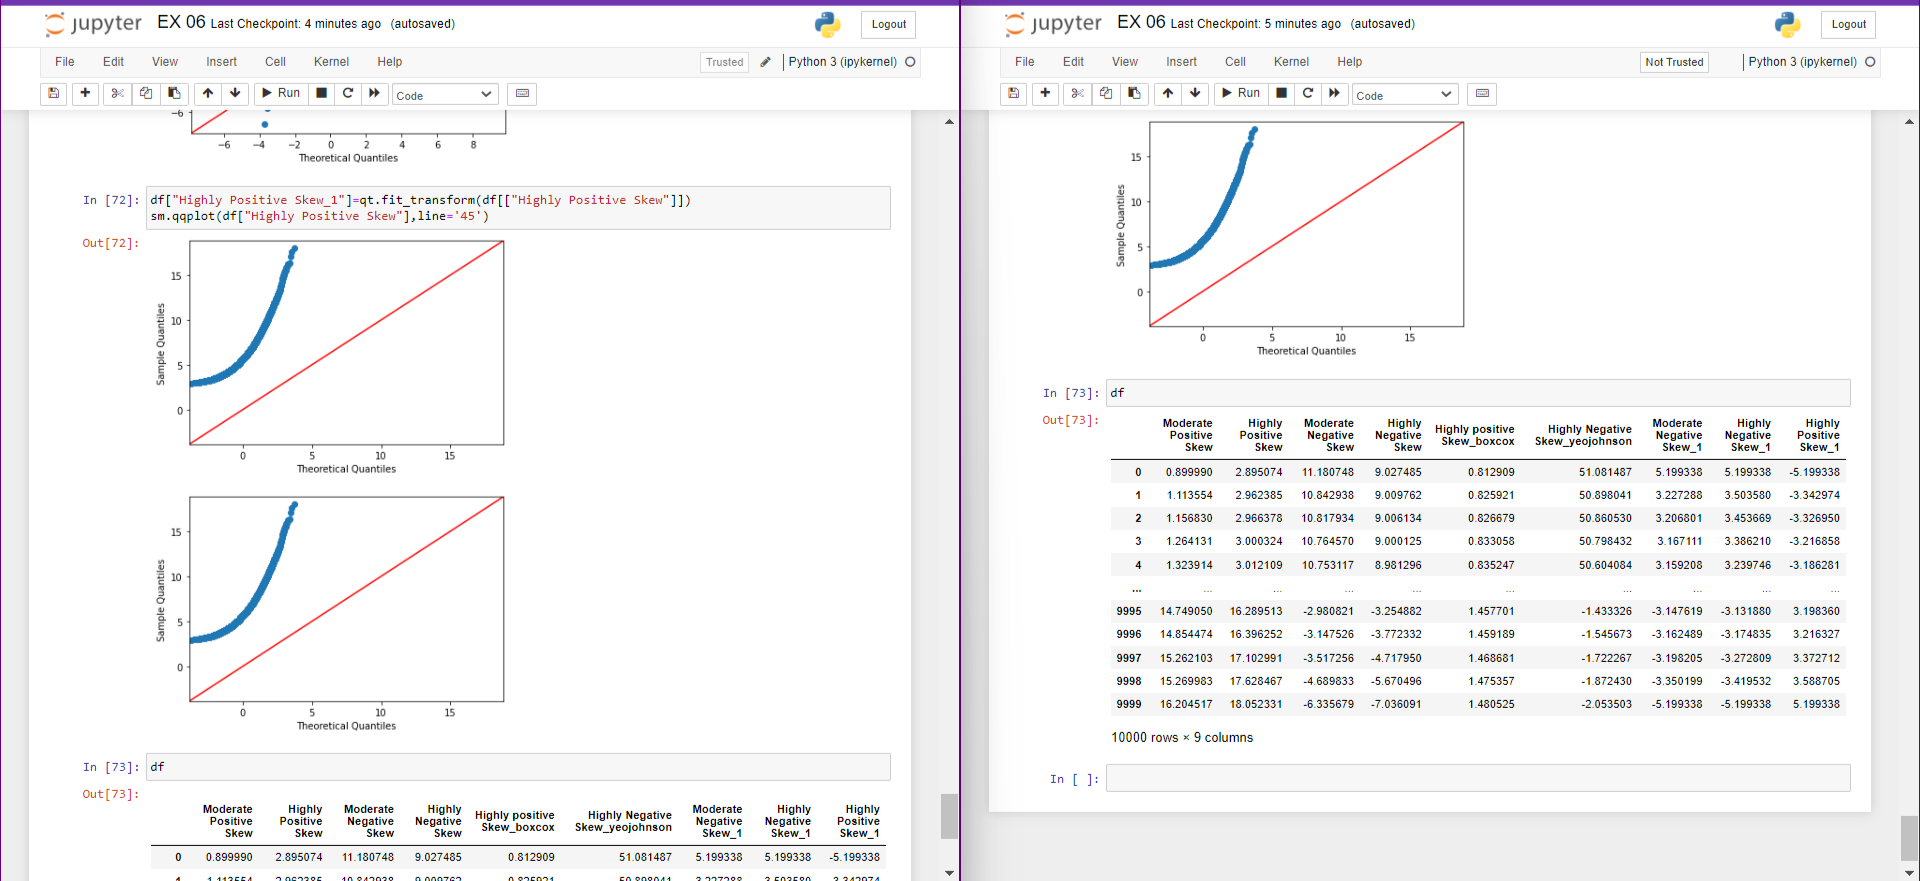 jupyter EX 06 Last Checkpoint: 4 minutes ago (autosaved) Logout
File Edit View Insert Cell Kernel Help Trusted Python 3 (ipykernel)
Run Code
−6
−6 −4 −2 0 2 4 6 8
Theoretical Quantiles
In [72]: df["Highly Positive Skew_1"]=qt.fit_transform(df[["Highly Positive Skew"]])
sm.qqplot(df["Highly Positive Skew"],line='45')
Out[72]:
15
10
5
0
Sample Quantiles
0 5 10 15
Theoretical Quantiles
15
10
5
0
Sample Quantiles
0 5 10 15
Theoretical Quantiles
In [73]: df
Out[73]:
Moderate Positive Skew Highly Positive Skew Moderate Negative Skew Highly Negative Skew Highly positive Skew_boxcox Highly Negative Skew_yeojohnson Moderate Negative Skew_1 Highly Negative Skew_1 Highly Positive Skew_1
0 0.899990 2.895074 11.180748 9.027485 0.812909 51.081487 5.199338 5.199338 -5.199338
1 1.113554 2.962385 10.842938 9.009762 0.825921 50.898041 3.227288 3.503580 -3.342974
jupyter EX 06 Last Checkpoint: 5 minutes ago (autosaved) Logout
File Edit View Insert Cell Kernel Help Not Trusted Python 3 (ipykernel)
Run Code
15
10
5
0
Sample Quantiles
0 5 10 15
Theoretical Quantiles
In [73]: df
Out[73]:
Moderate Positive Skew Highly Positive Skew Moderate Negative Skew Highly Negative Skew Highly positive Skew_boxcox Highly Negative Skew_yeojohnson Moderate Negative Skew_1 Highly Negative Skew_1 Highly Positive Skew_1
0 0.899990 2.895074 11.180748 9.027485 0.812909 51.081487 5.199338 5.199338 -5.199338
1 1.113554 2.962385 10.842938 9.009762 0.825921 50.898041 3.227288 3.503580 -3.342974
2 1.156830 2.966378 10.817934 9.006134 0.826679 50.860530 3.206801 3.453669 -3.326950
3 1.264131 3.000324 10.764570 9.000125 0.833058 50.798432 3.167111 3.386210 -3.216858
4 1.323914 3.012109 10.753117 8.981296 0.835247 50.604084 3.159208 3.239746 -3.186281
... ... ... ... ... ... ... ... ... ...
9995 14.749050 16.289513 -2.980821 -3.254882 1.457701 -1.433326 -3.147619 -3.131880 3.198360
9996 14.854474 16.396252 -3.147526 -3.772332 1.459189 -1.545673 -3.162489 -3.174835 3.216327
9997 15.262103 17.102991 -3.517256 -4.717950 1.468681 -1.722267 -3.198205 -3.272809 3.372712
9998 15.269983 17.628467 -4.689833 -5.670496 1.475357 -1.872430 -3.350199 -3.419532 3.588705
9999 16.204517 18.052331 -6.335679 -7.036091 1.480525 -2.053503 -5.199338 -5.199338 5.199338
10000 rows × 9 columns
In [ ]: